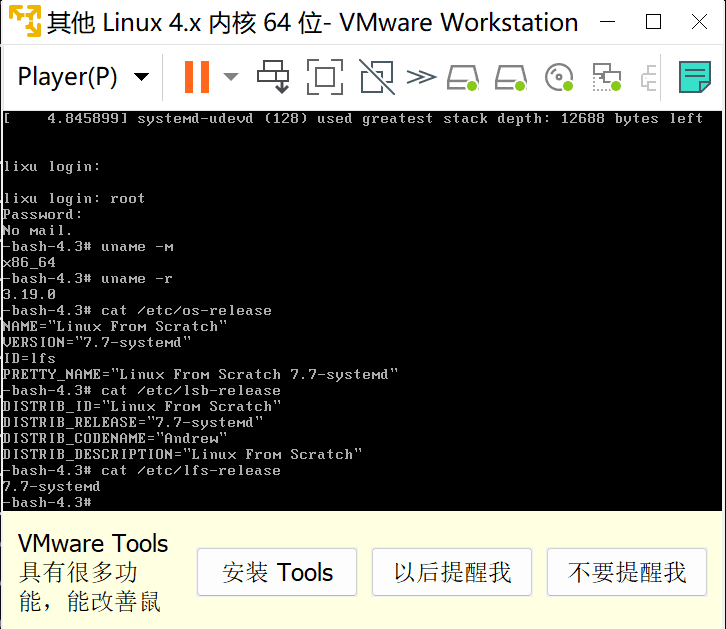 其他 Linux 4.x 内核 64 位- VMware Workstation
Player(P)
[    4.845899] systemd-udevd (128) used greatest stack depth: 12688 bytes left
lixu login:
lixu login: root
Password:
No mail.
-bash-4.3# uname -m
x86_64
-bash-4.3# uname -r
3.19.0
-bash-4.3# cat /etc/os-release
NAME="Linux From Scratch"
VERSION="7.7-systemd"
ID=lfs
PRETTY_NAME="Linux From Scratch 7.7-systemd"
-bash-4.3# cat /etc/lsb-release
DISTRIB_ID="Linux From Scratch"
DISTRIB_RELEASE="7.7-systemd"
DISTRIB_CODENAME="Andrew"
DISTRIB_DESCRIPTION="Linux From Scratch"
-bash-4.3# cat /etc/lfs-release
7.7-systemd
-bash-4.3#
VMware Tools
具有很多功
能，能改善鼠
安装 Tools
以后提醒我
不要提醒我